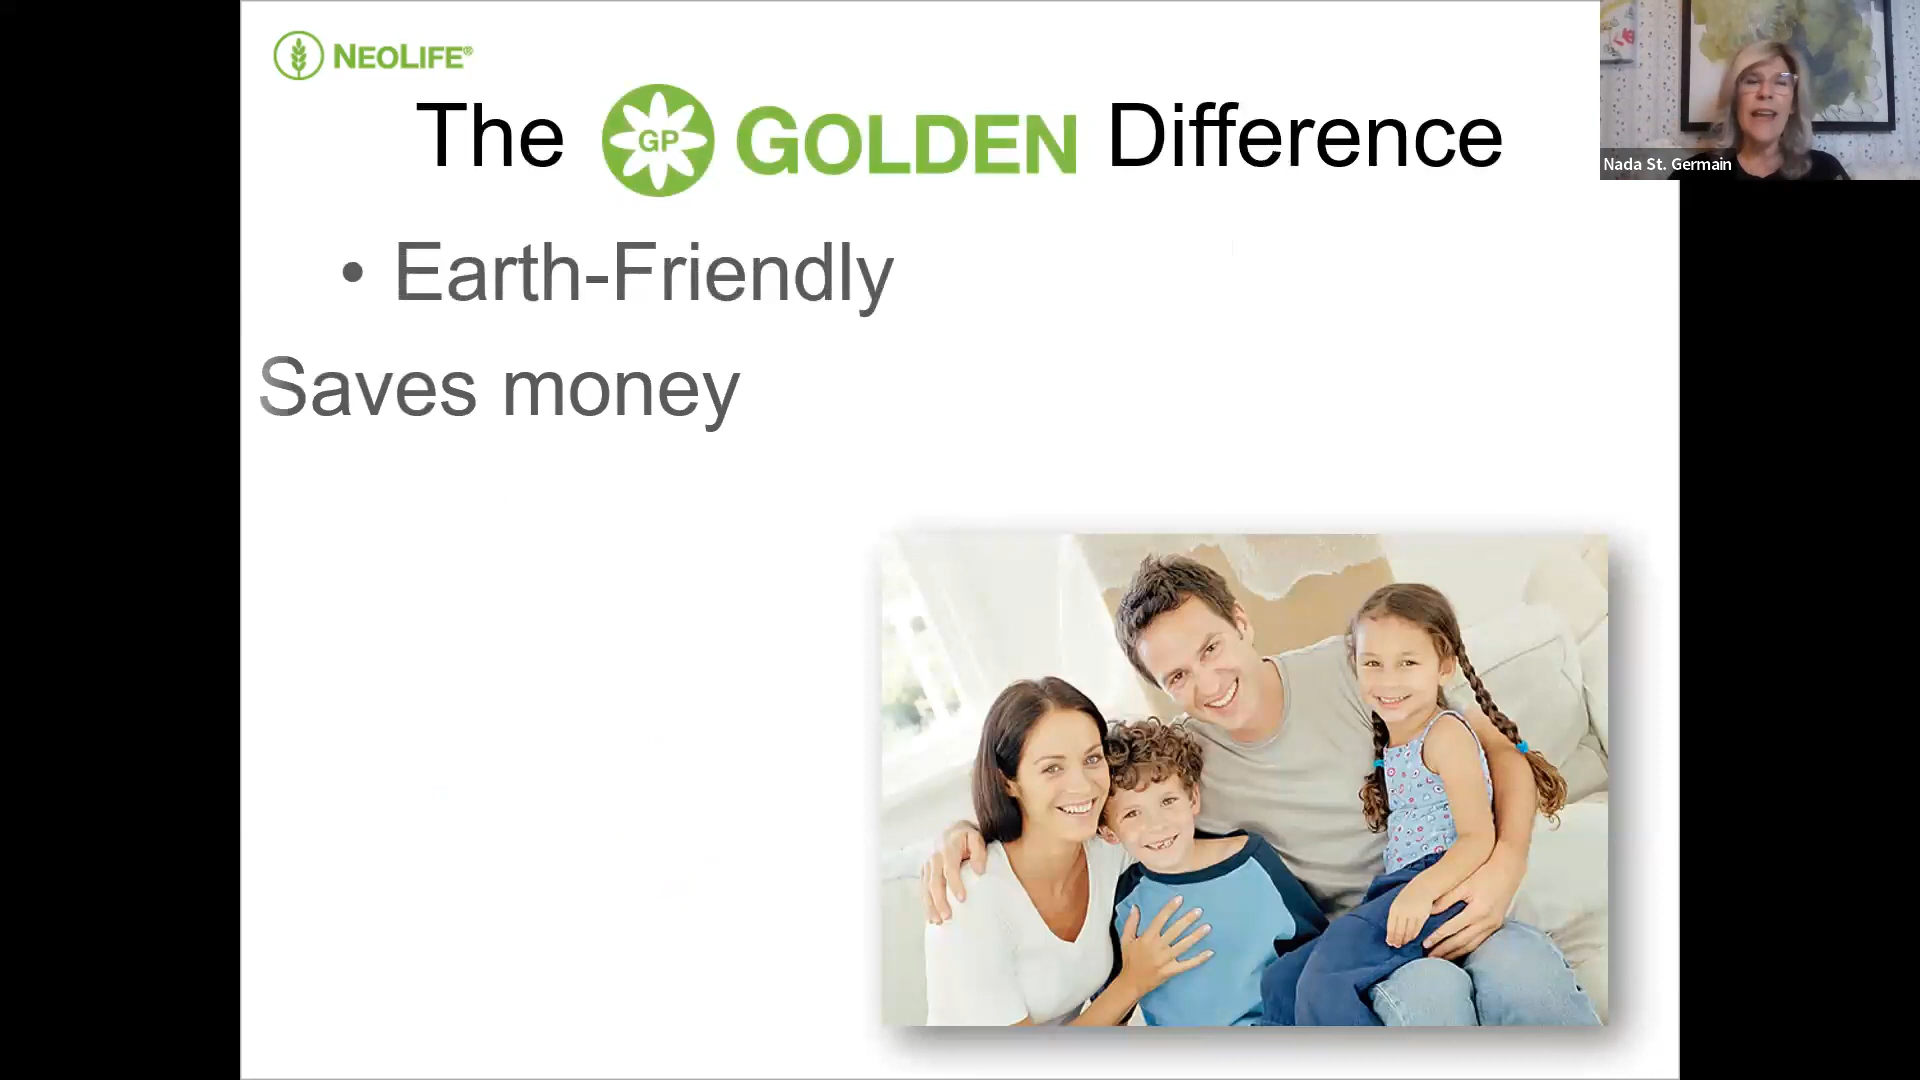 NEOLIFE®
The GP GOLDEN Difference
• Earth-Friendly
Saves money
Nada St. Germain